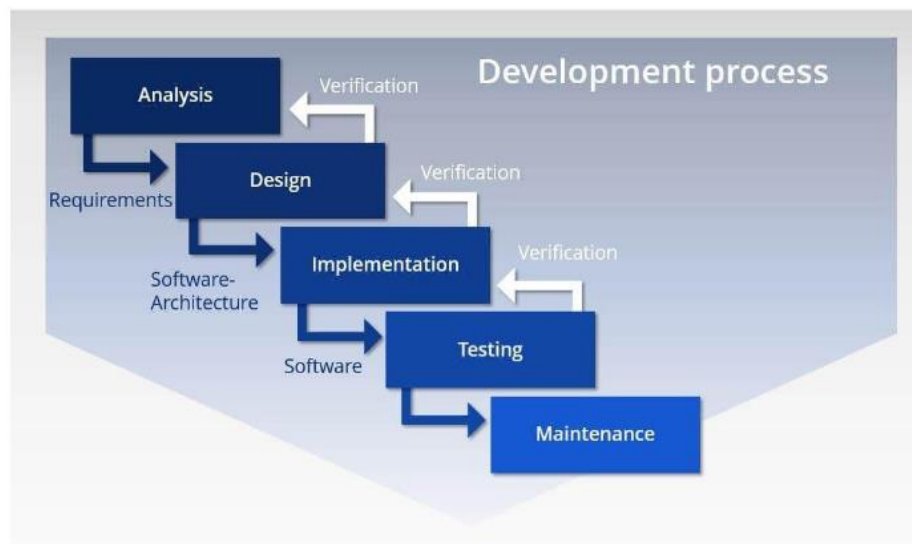 Development process
Analysis
Verification
Requirements
Design
Verification
Software-
Architecture
Implementation
Verification
Software
Testing
Maintenance